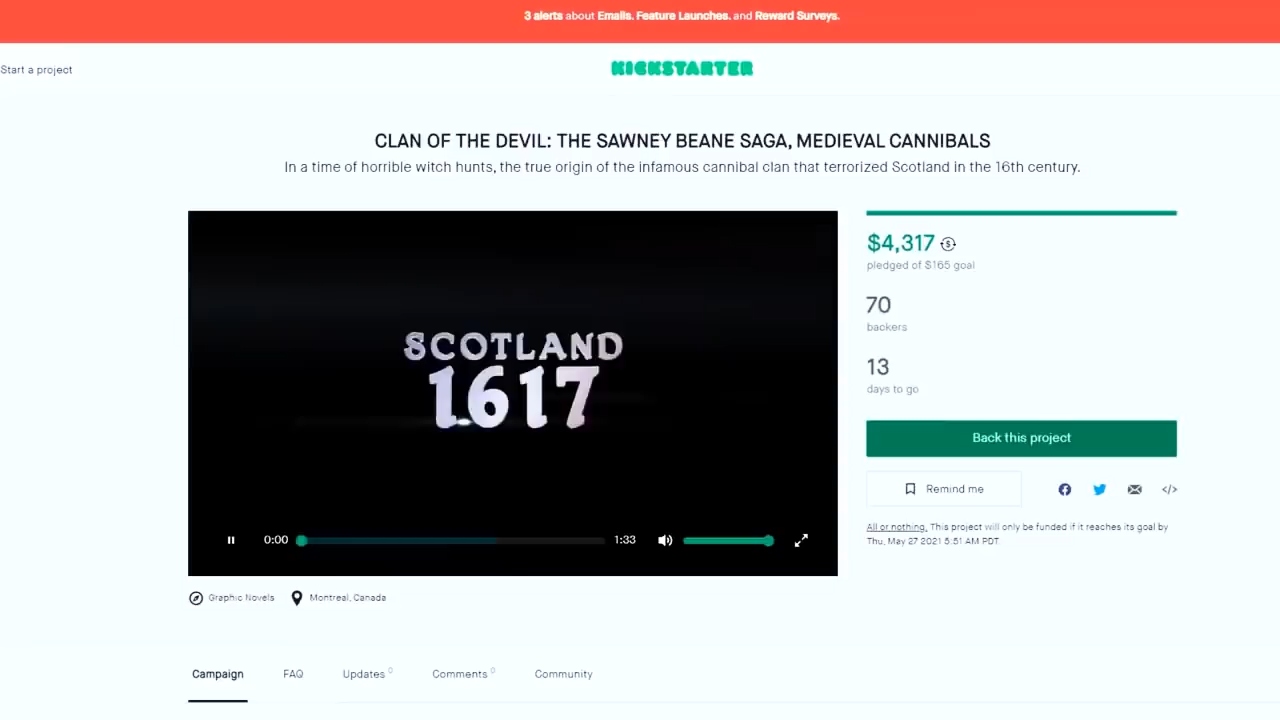 3 alerts about Emails. Feature Launches. and Reward Surveys.
Start a project
KICKSTARTER
CLAN OF THE DEVIL: THE SAWNEY BEANE SAGA, MEDIEVAL CANNIBALS
In a time of horrible witch hunts, the true origin of the infamous cannibal clan that terrorized Scotland in the 16th century.
SCOTLAND
1617
0:00
1:33
$4,317
pledged of $165 goal
70
backers
13
days to go
Back this project
Remind me
All or nothing. This project will only be funded if it reaches its goal by
Thu, May 27 2021 5:51 AM PDT.
Graphic Novels
Montreal, Canada
Campaign
FAQ
Updates 0
Comments 0
Community